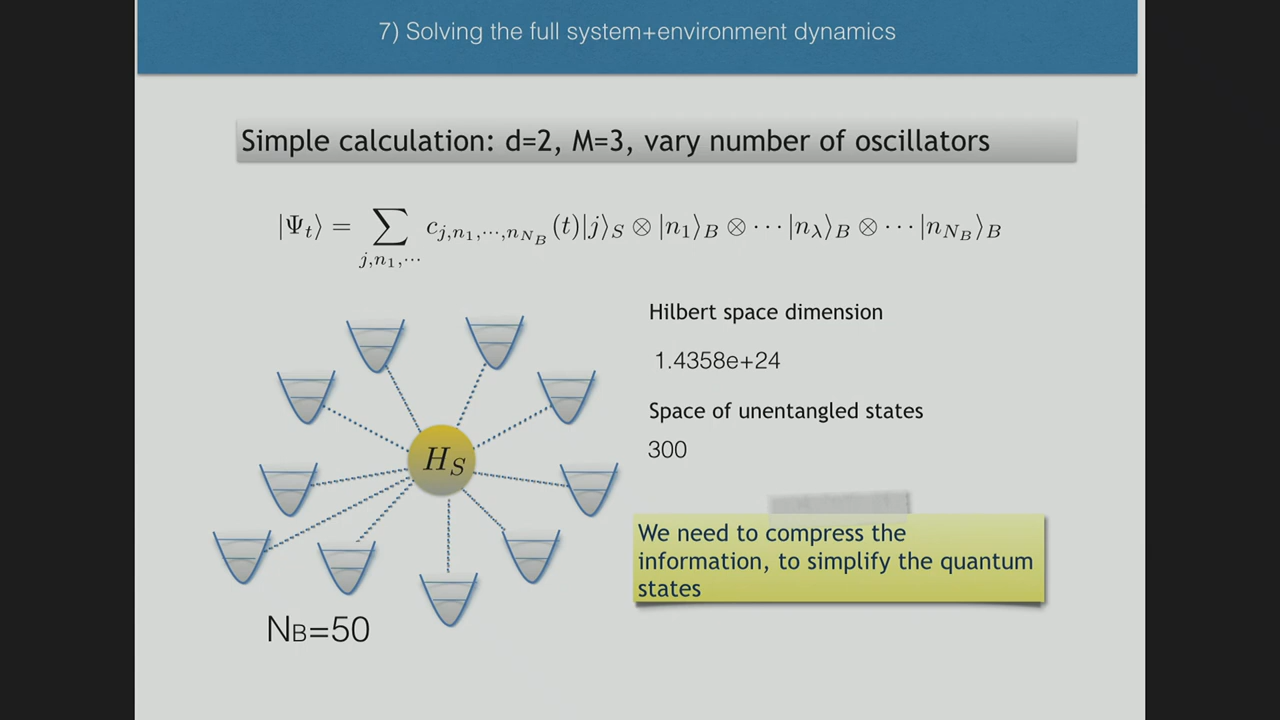 7) Solving the full system+environment dynamics
Simple calculation: d=2, M=3, vary number of oscillators
|Ψ_t⟩ = ∑_{j,n_1,⋯} c_{j,n_1,⋯,n_{N_B}}(t)|j⟩_S ⊗ |n_1⟩_B ⊗ ⋯ |n_λ⟩_B ⊗ ⋯ |n_{N_B}⟩_B
Hilbert space dimension
1.4358e+24
Space of unentangled states
300
H_S
We need to compress the
information, to simplify the quantum
states
N_B=50